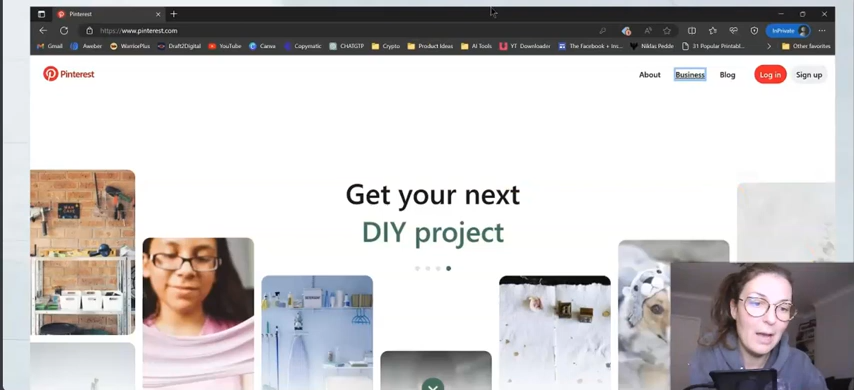 Pinterest
www.pinterest.com
InPrivate
Gmail
Aweber
WarriorPlus
Draft2Digital
YouTube
Canva
Copymatic
CHATGTP
Crypto
Product Ideas
AI Tools
YT Downloader
The Facebook + Ins...
Niklas Pedde
31 Popular Printabl...
Other favorites
Pinterest
About
Business
Blog
Log in
Sign up
Get your next
DIY project